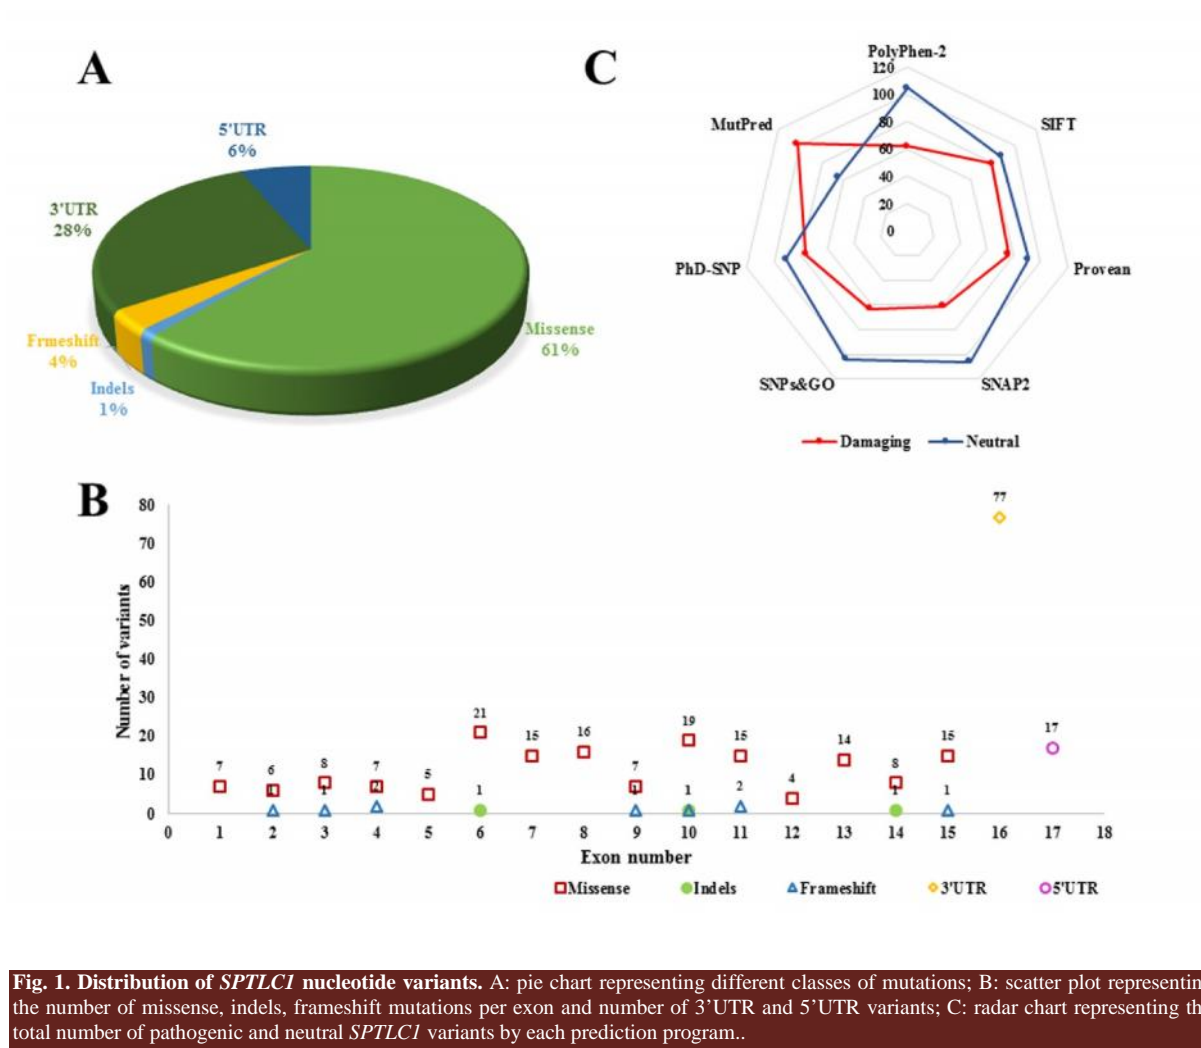 A
5'UTR
6%
3'UTR
28%
Frmeshift
4%
Indels
1%
Missense
61%
C
PolyPhen-2
120
100
80
60
40
20
0
SIFT
Provean
SNAP2
SNPs&GO
PhD-SNP
MutPred
Damaging Neutral
B
Number of variants
80
70
60
50
40
30
20
10
0
77
21
19
17
15 16 15 14 15
7 6 8 7 5 7 4 8
1 1 2 1 1 1 2 1 1
0 1 2 3 4 5 6 7 8 9 10 11 12 13 14 15 16 17 18
Exon number
Missense Indels Frameshift 3'UTR 5'UTR
Fig. 1. Distribution of SPTLC1 nucleotide variants. A: pie chart representing different classes of mutations; B: scatter plot representin
the number of missense, indels, frameshift mutations per exon and number of 3’UTR and 5’UTR variants; C: radar chart representing th
total number of pathogenic and neutral SPTLC1 variants by each prediction program..